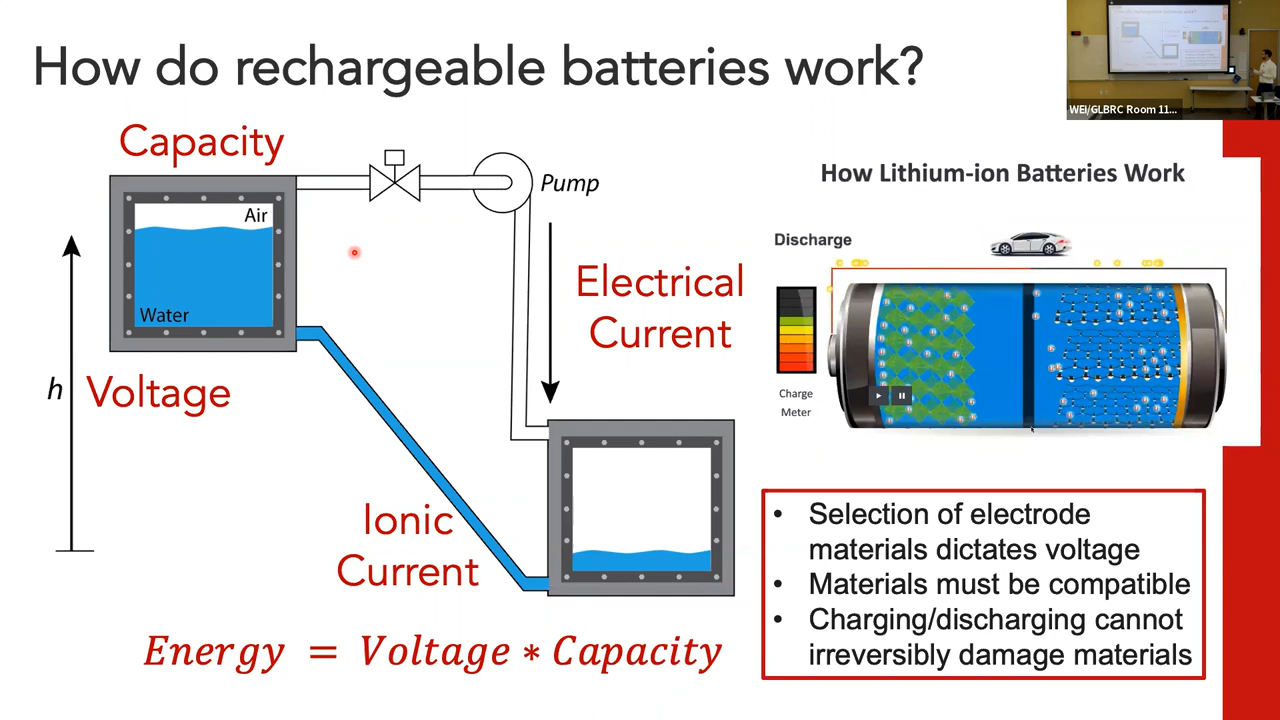 How do rechargeable batteries work?
WEI/GLBRC Room 11...
Capacity
Air
Water
Pump
h
Voltage
Electrical
Current
Ionic
Current
Energy = Voltage * Capacity
How Lithium-ion Batteries Work
Discharge
Charge
Meter
• Selection of electrode
materials dictates voltage
• Materials must be compatible
• Charging/discharging cannot
irreversibly damage materials